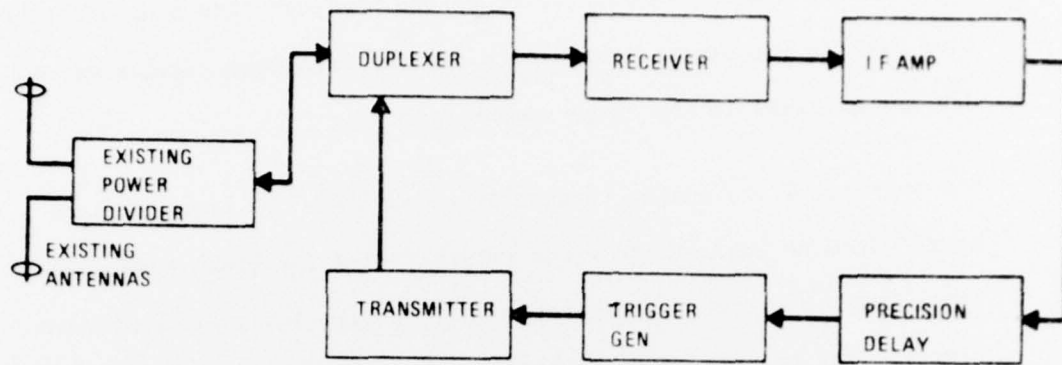 DUPLEXER
RECEIVER
I F AMP
EXISTING
POWER
DIVIDER
EXISTING
ANTENNAS
TRANSMITTER
TRIGGER
GEN
PRECISION
DELAY